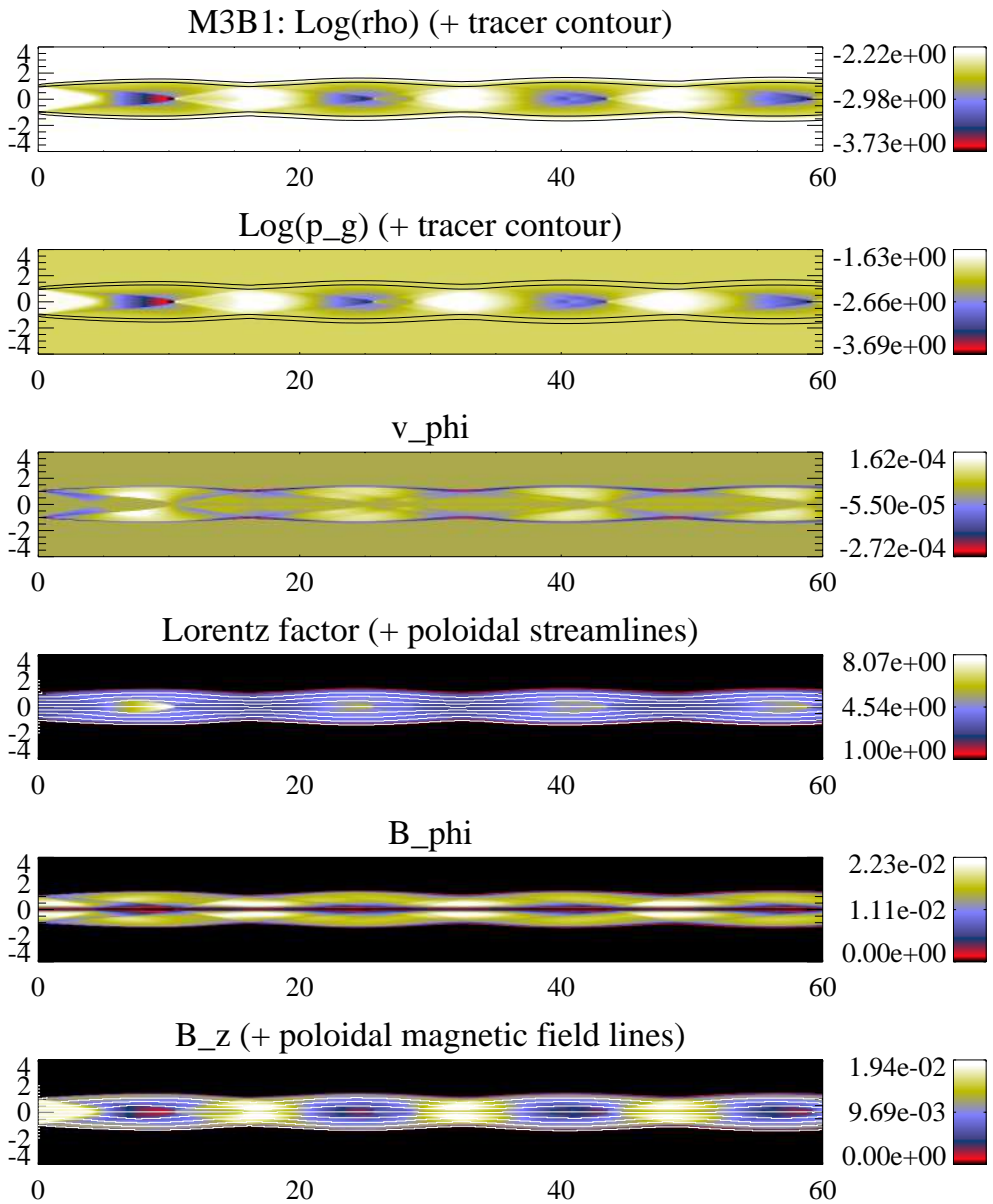 M3B1: Log(rho) (+ tracer contour)
4
2
0
-2
-4
0 20 40 60
-2.22e+00
-2.98e+00
-3.73e+00
Log(p_g) (+ tracer contour)
4
2
0
-2
-4
0 20 40 60
-1.63e+00
-2.66e+00
-3.69e+00
v_phi
4
2
0
-2
-4
0 20 40 60
1.62e-04
-5.50e-05
-2.72e-04
Lorentz factor (+ poloidal streamlines)
4
2
0
-2
-4
0 20 40 60
8.07e+00
4.54e+00
1.00e+00
B_phi
4
2
0
-2
-4
0 20 40 60
2.23e-02
1.11e-02
0.00e+00
B_z (+ poloidal magnetic field lines)
4
2
0
-2
-4
0 20 40 60
1.94e-02
9.69e-03
0.00e+00